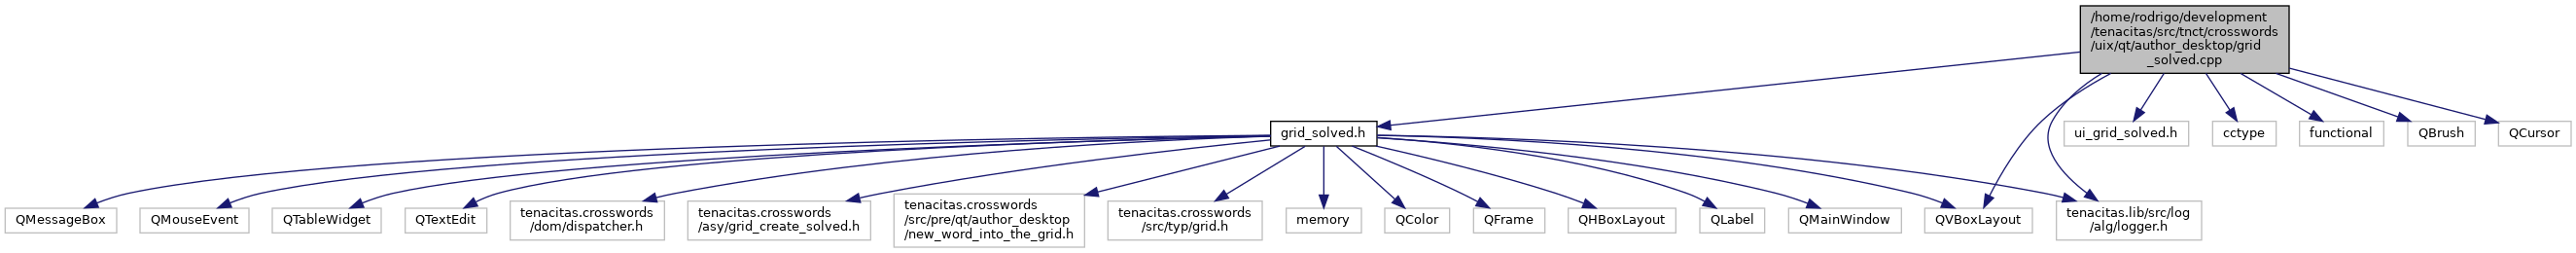 /home/rodrigo/development
/tenacitas/src/tnct/crosswords
/uix/qt/author_desktop/grid
_solved.cpp
grid_solved.h
ui_grid_solved.h
cctype
functional
QBrush
QCursor
QMessageBox
QMouseEvent
QTableWidget
QTextEdit
tenacitas.crosswords
/dom/dispatcher.h
tenacitas.crosswords
/asy/grid_create_solved.h
tenacitas.crosswords
/src/pre/qt/author_desktop
/new_word_into_the_grid.h
tenacitas.crosswords
/src/typ/grid.h
memory
QColor
QFrame
QHBoxLayout
QLabel
QMainWindow
QVBoxLayout
tenacitas.lib/src/log
/alg/logger.h